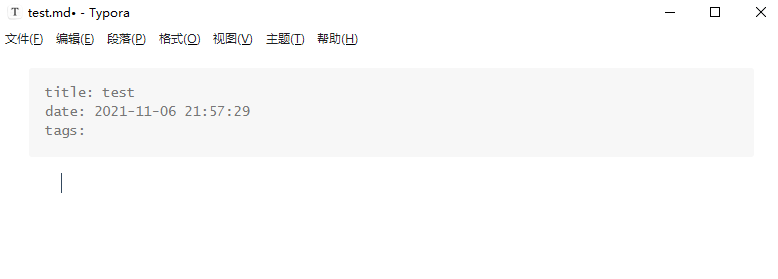 T test.md• - Typora
文件(F) 编辑(E) 段落(P) 格式(O) 视图(V) 主题(T) 帮助(H)
title: test
date: 2021-11-06 21:57:29
tags: